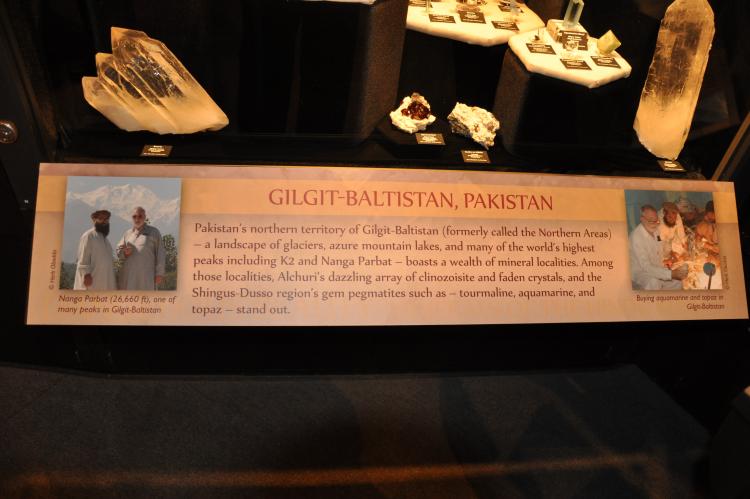 GILGIT-BALTISTAN, PAKISTAN
Pakistan's northern territory of Gilgit-Baltistan (formerly called the Northern Areas)
– a landscape of glaciers, azure mountain lakes, and many of the world's highest
peaks including K2 and Nanga Parbat – boasts a wealth of mineral localities. Among
those localities, Alchuri's dazzling array of clinozoisite and faden crystals, and the
Shingus-Dusso region's gem pegmatites such as – tourmaline, aquamarine, and
topaz – stand out.
© Herb Obodda
Nanga Parbat (26,660 ft), one of
many peaks in Gilgit-Baltistan
Buying aquamarine and topaz in
Gilgit-Baltistan